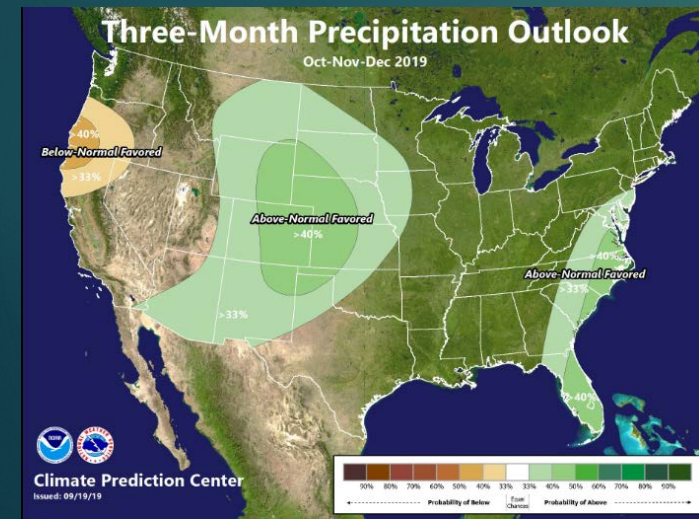 Three-Month Precipitation Outlook
Oct-Nov-Dec 2019
>40%
Below-Normal Favored
>33%
Above-Normal Favored
>40%
>33%
>40%
Above-Normal Favored
>33%
>40%
Climate Prediction Center
Issued: 09/19/19
90% 80% 70% 60% 50% 40% 33% 33% 40% 50% 60% 70% 80% 90%
Probability of Below Equal Chances Probability of Above